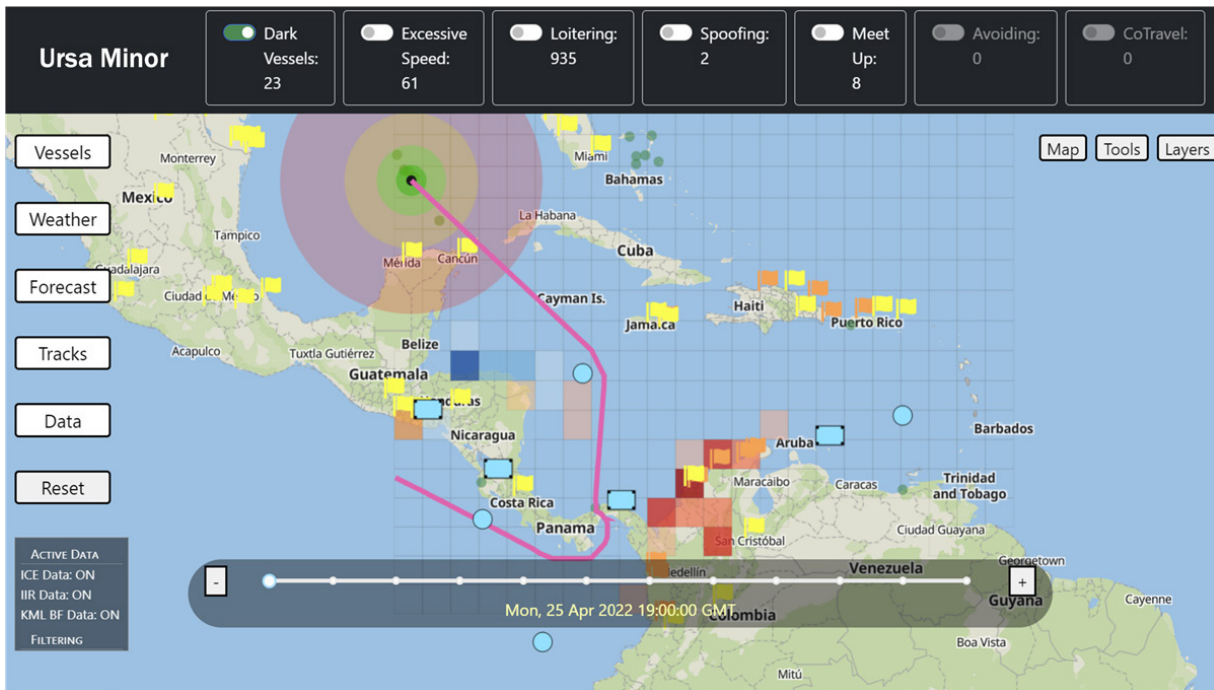 Ursa Minor
Dark
Vessels:
23
Excessive
Speed:
61
Loitering:
935
Spoofing:
2
Meet
Up:
8
Avoiding:
0
CoTravel:
0
Vessels
Weather
Forecast
Tracks
Data
Reset
Map
Tools
Layers
Monterrey
Miami
Bahamas
Mexico
La Habana
Tampico
Cuba
Mérida
Cancún
Guadalajara
Ciudad de México
Cayman Is.
Haiti
Jamaica
Puerto Rico
Acapulco
Tuxtla Gutiérrez
Belize
Guatemala
Honduras
Nicaragua
Aruba
Barbados
Maracaibo
Caracas
Trinidad
and Tobago
Costa Rica
Panama
San Cristóbal
Ciudad Guayana
Medellín
Venezuela
Georgetown
Guyana
Cayenne
Colombia
Boa Vista
Mitú
ACTIVE DATA
ICE Data: ON
IIR Data: ON
KML BF Data: ON
FILTERING
-
+
Mon, 25 Apr 2022 19:00:00 GMT